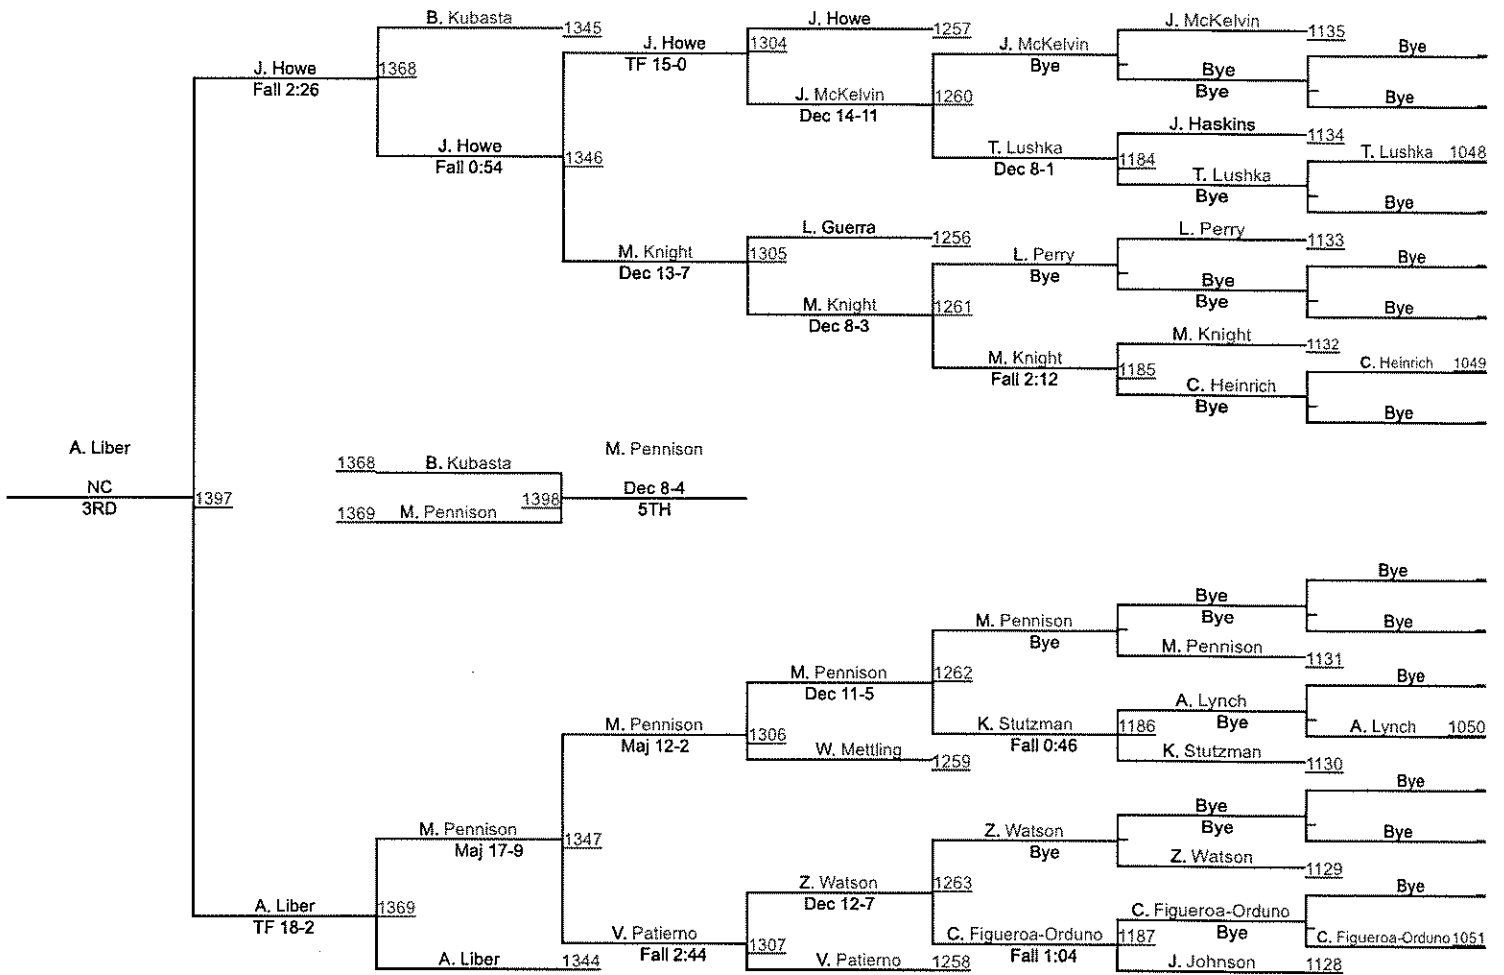 B. Kubasta
1345
J. Howe
Fall 2:26
1368
J. Howe
Fall 0:54
1346
J. Howe
TF 15-0
1304
J. Howe
1257
J. McKelvin
Dec 14-11
1260
J. McKelvin
Bye
J. McKelvin
1135
Bye
Bye
Bye
Bye
T. Lushka
Dec 8-1
1184
J. Haskins
1134
T. Lushka
Bye
T. Lushka 1048
Bye
M. Knight
Dec 13-7
1305
L. Guerra
1256
M. Knight
Dec 8-3
1261
L. Perry
Bye
L. Perry
1133
Bye
Bye
Bye
Bye
M. Knight
Fall 2:12
1185
M. Knight
1132
C. Heinrich
Bye
C. Heinrich 1049
Bye
A. Liber
NC
3RD
1397
1368 B. Kubasta
1369 M. Pennison
1398
M. Pennison
Dec 8-4
5TH
A. Liber
TF 18-2
1369
M. Pennison
Maj 17-9
1347
A. Liber
1344
M. Pennison
Maj 12-2
1306
M. Pennison
Dec 11-5
1262
W. Mettling
1259
M. Pennison
Bye
Bye
Bye
Bye
Bye
M. Pennison
1131
K. Stutzman
Fall 0:46
1186
A. Lynch
Bye
Bye
A. Lynch 1050
K. Stutzman
1130
V. Patierno
Fall 2:44
1307
Z. Watson
Dec 12-7
1263
V. Patierno
1258
Z. Watson
Bye
Bye
Bye
Bye
Bye
Z. Watson
1129
C. Figueroa-Orduno
Fall 1:04
1187
C. Figueroa-Orduno
Bye
Bye
C. Figueroa-Orduno 1051
J. Johnson
1128